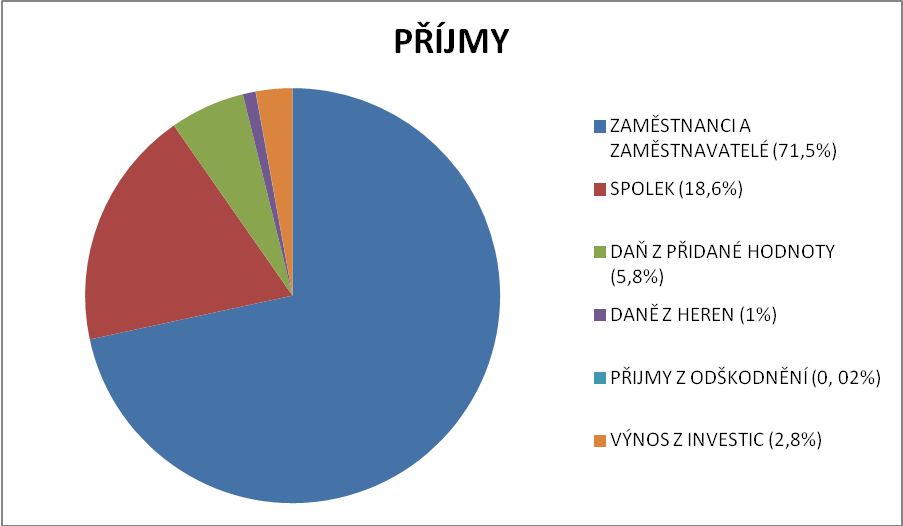 PŘÍJMY
ZAMĚSTNANCI A
ZAMĚSTNAVATELÉ (71,5%)
SPOLEK (18,6%)
DAŇ Z PŘIDANÉ HODNOTY
(5,8%)
DANĚ Z HEREN (1%)
PŘIJMY Z ODŠKODNĚNÍ (0, 02%)
VÝNOS Z INVESTIC (2,8%)